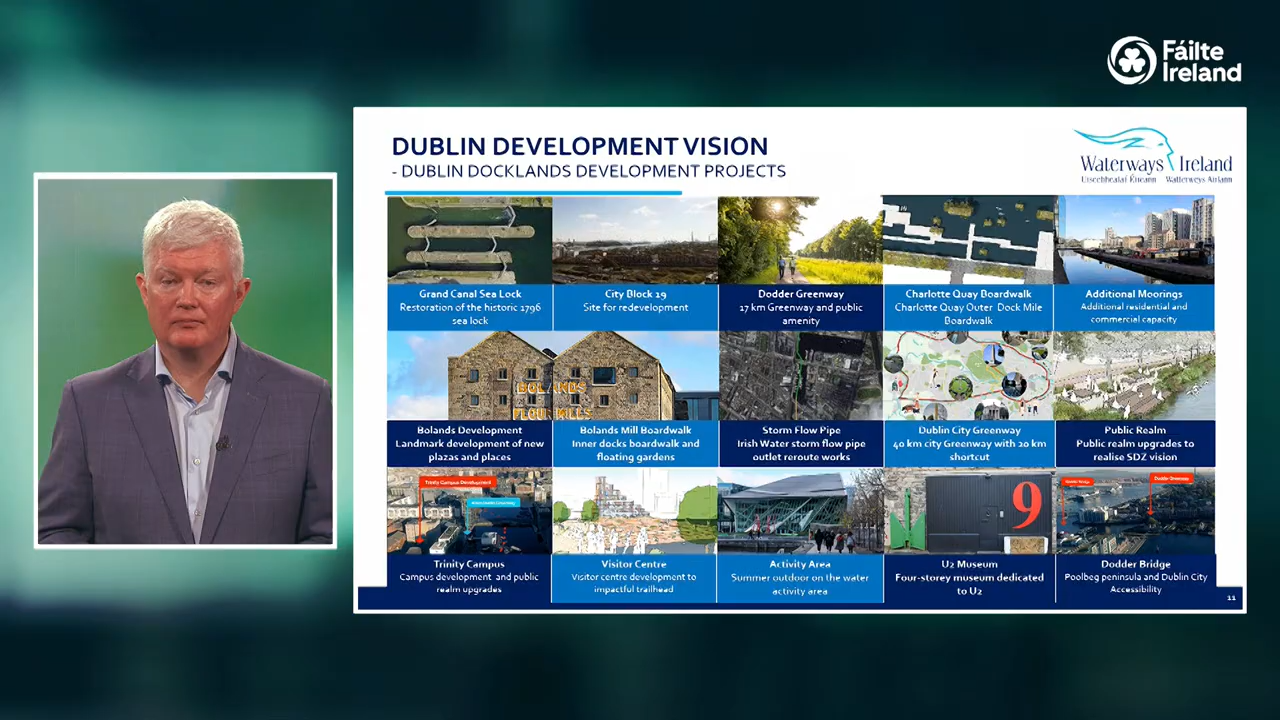 Fáilte
Ireland
DUBLIN DEVELOPMENT VISION
- DUBLIN DOCKLANDS DEVELOPMENT PROJECTS
Waterways Ireland
Grand Canal Sea Lock
Restoration of the historic 1796
sea lock
City Block 19
Site for redevelopment
Dodder Greenway
17 km Greenway and public
amenity
Charlotte Quay Boardwalk
Charlotte Quay Outer Dock Mile
Boardwalk
Additional Moorings
Additional residential and
commercial capacity
BOLANDS
FLOUR MILLS
Bolands Development
Landmark development of new
plazas and places
Bolands Mill Boardwalk
Inner docks boardwalk and
floating gardens
Storm Flow Pipe
Irish Water storm flow pipe
outlet reroute works
Dublin City Greenway
40 km city Greenway with 20 km
shortcut
Public Realm
Public realm upgrades to
realise SDZ vision
Trinity Campus Development
9
Dodder Greenway
Trinity Campus
Campus development and public
realm upgrades
Visitor Centre
Visitor centre development to
impactful trailhead
Activity Area
Summer outdoor on the water
activity area
U2 Museum
Four-storey museum dedicated
to U2
Dodder Bridge
Poolbeg peninsula and Dublin City
Accessibility
11